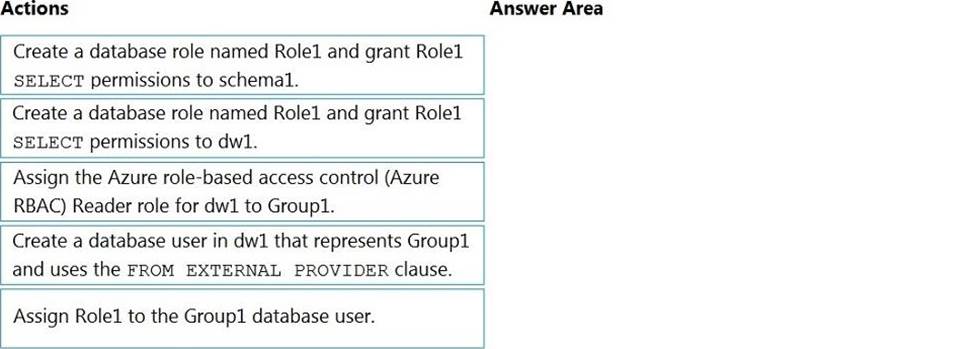 Actions
Answer Area
Create a database role named Role1 and grant Role1
SELECT permissions to schema1.
Create a database role named Role1 and grant Role1
SELECT permissions to dw1.
Assign the Azure role-based access control (Azure
RBAC) Reader role for dw1 to Group1.
Create a database user in dw1 that represents Group1
and uses the FROM EXTERNAL PROVIDER clause.
Assign Role1 to the Group1 database user.